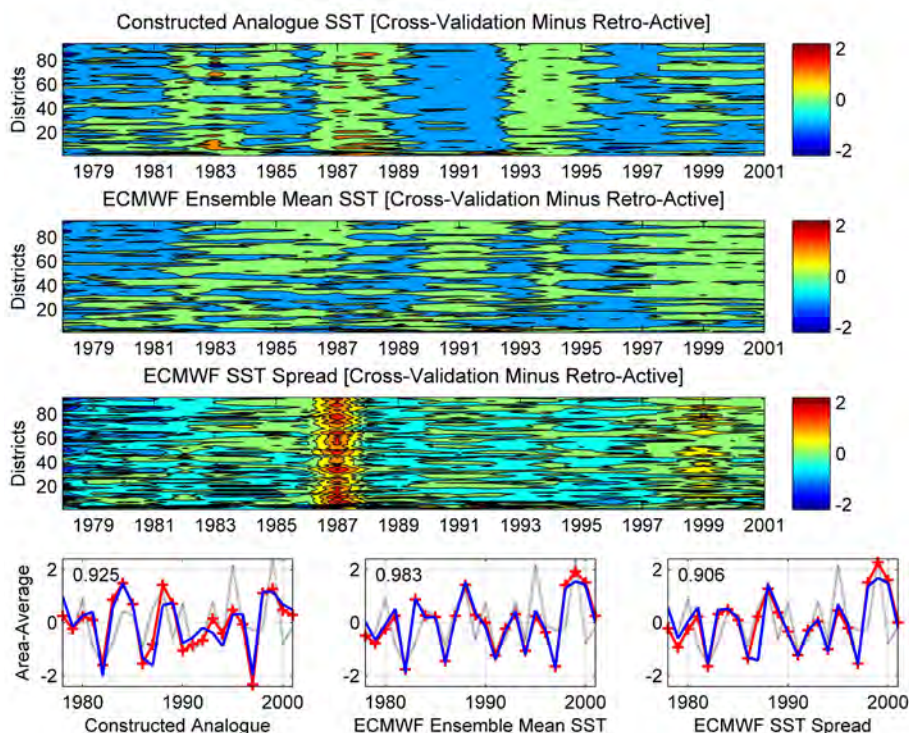 Constructed Analogue SST [Cross-Validation Minus Retro-Active]
Districts
80
60
40
20
1979 1981 1983 1985 1987 1989 1991 1993 1995 1997 1999 2001
2
1
0
-1
-2
ECMWF Ensemble Mean SST [Cross-Validation Minus Retro-Active]
Districts
80
60
40
20
1979 1981 1983 1985 1987 1989 1991 1993 1995 1997 1999 2001
2
1
0
-1
-2
ECMWF SST Spread [Cross-Validation Minus Retro-Active]
Districts
80
60
40
20
1979 1981 1983 1985 1987 1989 1991 1993 1995 1997 1999 2001
2
1
0
-1
-2
Area-Average
2
0
-2
0.925
1980 1990 2000
Constructed Analogue
2
0
-2
0.983
1980 1990 2000
ECMWF Ensemble Mean SST
2
0
-2
0.906
1980 1990 2000
ECMWF SST Spread